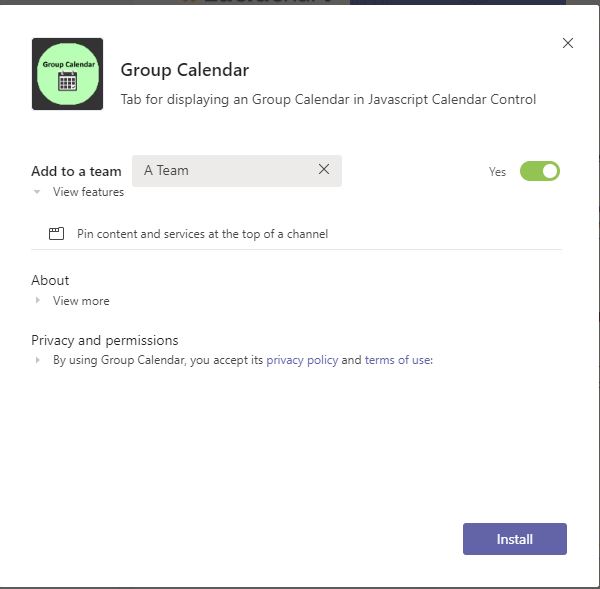 Group Calendar
Group Calendar
Tab for displaying an Group Calendar in Javascript Calendar Control
Add to a team A Team Yes
View features
Pin content and services at the top of a channel
About
View more
Privacy and permissions
By using Group Calendar, you accept its privacy policy and terms of use:
Install